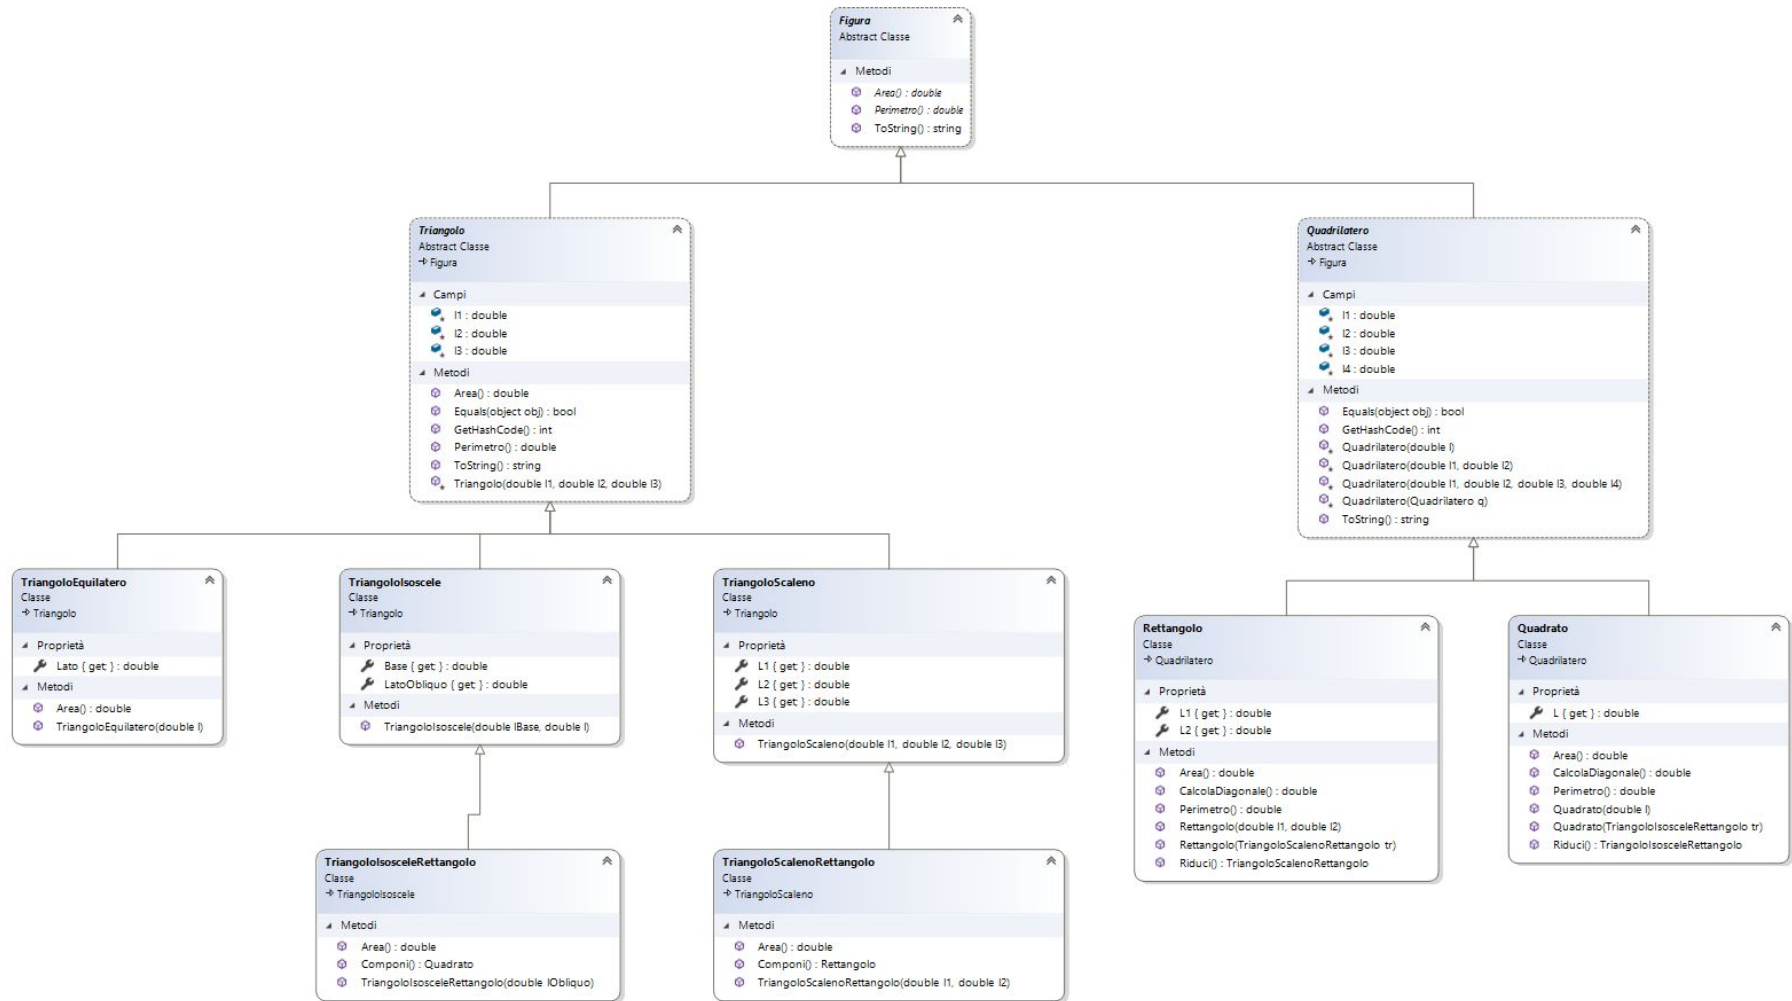 Figura
Abstract Classe
Metodi
Area() : double
Perimetro() : double
ToString() : string
Triangolo
Abstract Classe
Figura
Campi
l1 : double
l2 : double
l3 : double
Metodi
Area() : double
Equals(object obj) : bool
GetHashCode() : int
Perimetro() : double
ToString() : string
Triangolo(double l1, double l2, double l3)
Quadrilatero
Abstract Classe
Figura
Campi
l1 : double
l2 : double
l3 : double
l4 : double
Metodi
Equals(object obj) : bool
GetHashCode() : int
Quadrilatero(double l)
Quadrilatero(double l1, double l2)
Quadrilatero(double l1, double l2, double l3, double l4)
Quadrilatero(Quadrilatero q)
ToString() : string
TriangoloEquilatero
Classe
Triangolo
Proprietà
Lato { get; } : double
Metodi
Area() : double
TriangoloEquilatero(double l)
TriangoloIsoscele
Classe
Triangolo
Proprietà
Base { get; } : double
LatoObliquo { get; } : double
Metodi
TriangoloIsoscele(double lBase, double l)
TriangoloScaleno
Classe
Triangolo
Proprietà
L1 { get; } : double
L2 { get; } : double
L3 { get; } : double
Metodi
TriangoloScaleno(double l1, double l2, double l3)
Rettangolo
Classe
Quadrilatero
Proprietà
L1 { get; } : double
L2 { get; } : double
Metodi
Area() : double
CalcolaDiagonale() : double
Perimetro() : double
Rettangolo(double l1, double l2)
Rettangolo(TriangoloScalenoRettangolo tr)
Riduci() : TriangoloScalenoRettangolo
Quadrato
Classe
Quadrilatero
Proprietà
L { get; } : double
Metodi
Area() : double
CalcolaDiagonale() : double
Perimetro() : double
Quadrato(double l)
Quadrato(TriangoloIsosceleRettangolo tr)
Riduci() : TriangoloIsosceleRettangolo
TriangoloIsosceleRettangolo
Classe
TriangoloIsoscele
Metodi
Area() : double
Componi() : Quadrato
TriangoloIsosceleRettangolo(double lObliquo)
TriangoloScalenoRettangolo
Classe
TriangoloScaleno
Metodi
Area() : double
Componi() : Rettangolo
TriangoloScalenoRettangolo(double l1, double l2)